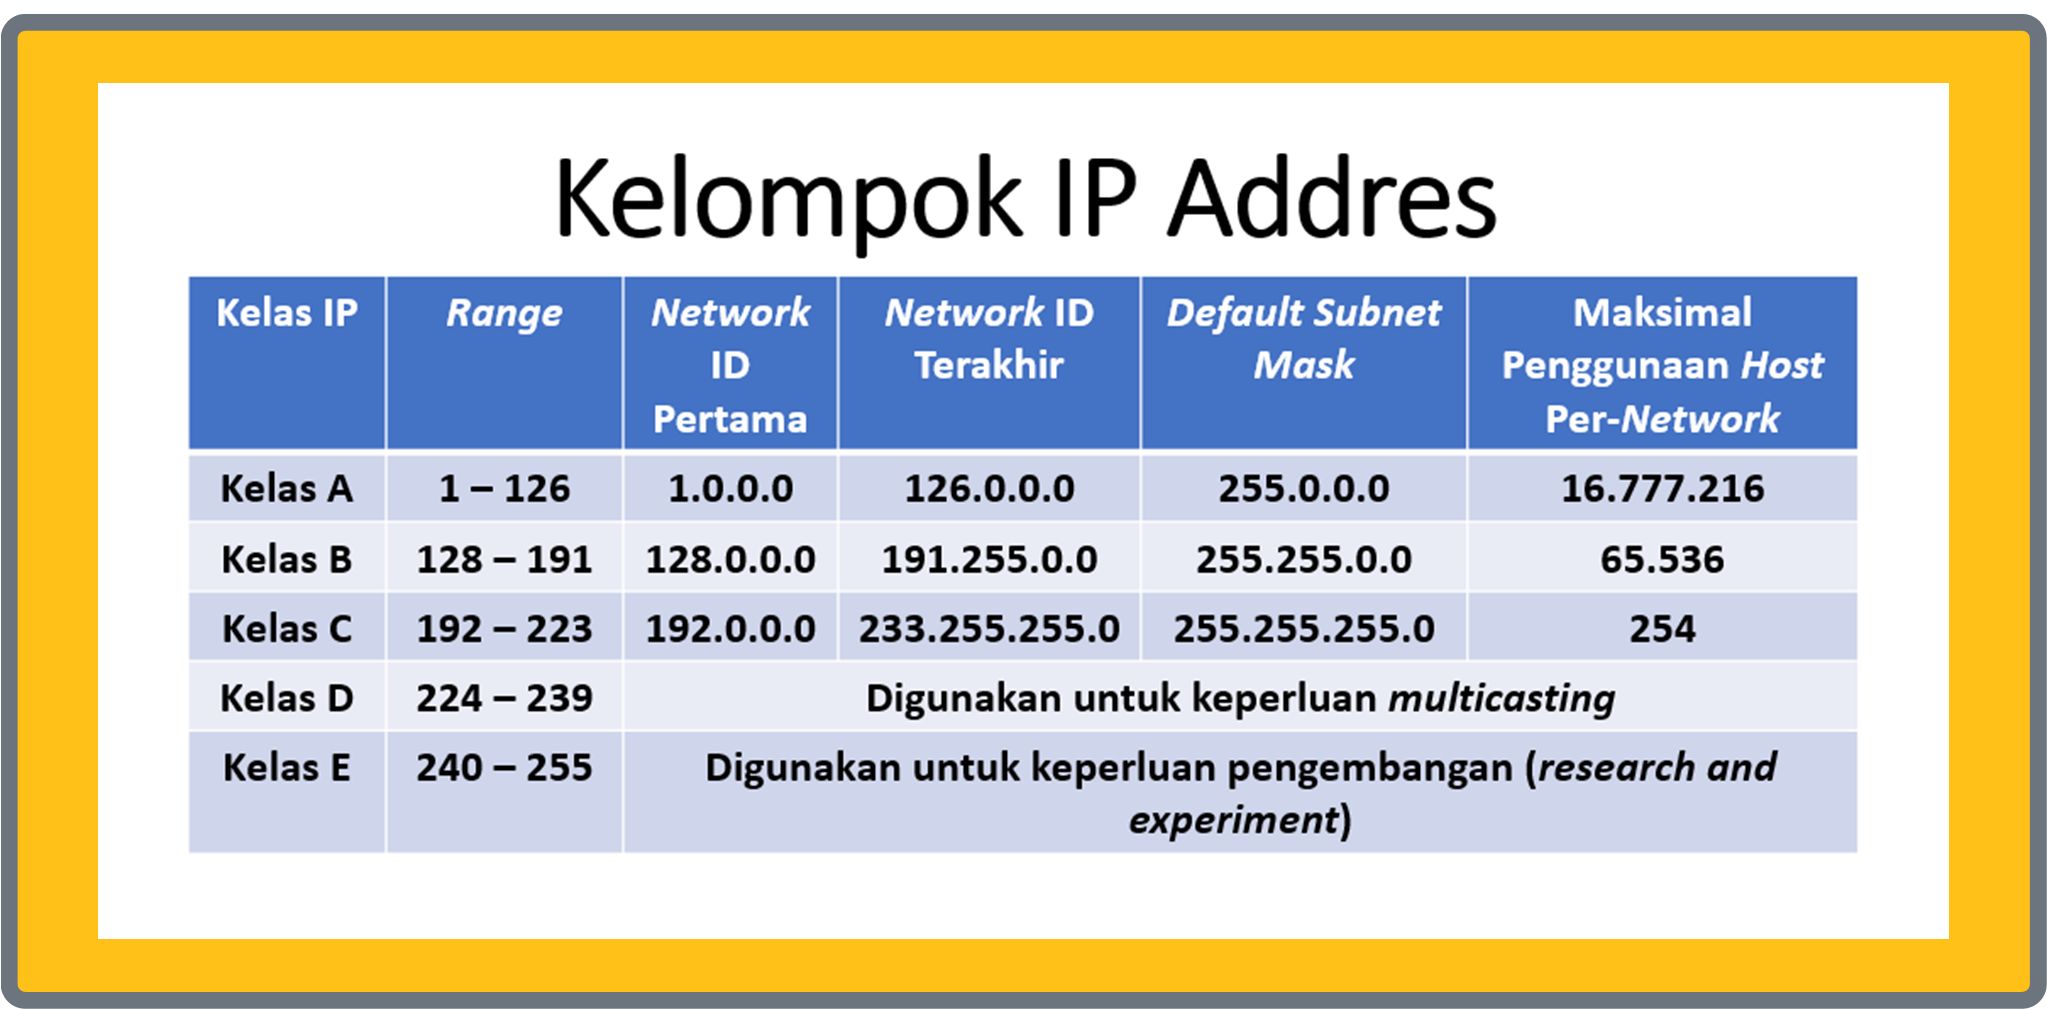 Kelompok IP Addres
Kelas IP Range Network ID Pertama Network ID Terakhir Default Subnet Mask Maksimal Penggunaan Host Per-Network
Kelas A 1 – 126 1.0.0.0 126.0.0.0 255.0.0.0 16.777.216
Kelas B 128 – 191 128.0.0.0 191.255.0.0 255.255.0.0 65.536
Kelas C 192 – 223 192.0.0.0 233.255.255.0 255.255.255.0 254
Kelas D 224 – 239 Digunakan untuk keperluan multicasting
Kelas E 240 – 255 Digunakan untuk keperluan pengembangan (research and
experiment)